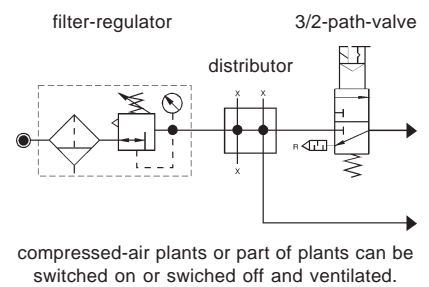 filter-regulator
3/2-path-valve
distributor
x x
R
x
compressed-air plants or part of plants can be
switched on or swiched off and ventilated.